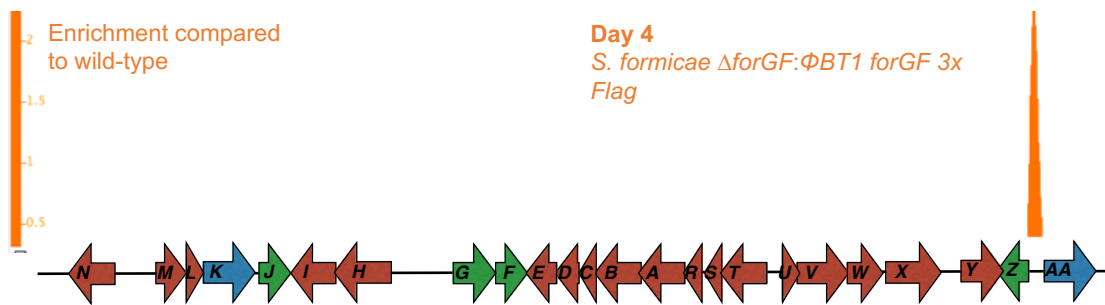 Enrichment compared
to wild-type
Day 4
S. formicae ∆forGF:ΦBT1 forGF 3x
Flag
2
1.5
1
0.5
N M L K J I H G F E D C B A R S T U V W X Y Z AA